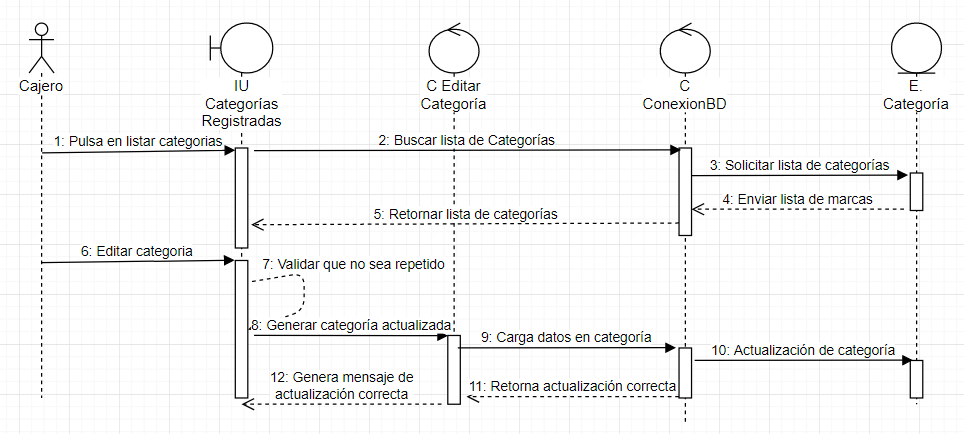 Cajero
IU
Categorías
Registradas
C Editar
Categoría
C
ConexionBD
E.
Categoría
1: Pulsa en listar categorias
2: Buscar lista de Categorías
3: Solicitar lista de categorías
4: Enviar lista de marcas
5: Retornar lista de categorías
6: Editar categoria
7: Validar que no sea repetido
8: Generar categoría actualizada
9: Carga datos en categoría
10: Actualización de categoría
11: Retorna actualización correcta
12: Genera mensaje de
actualización correcta